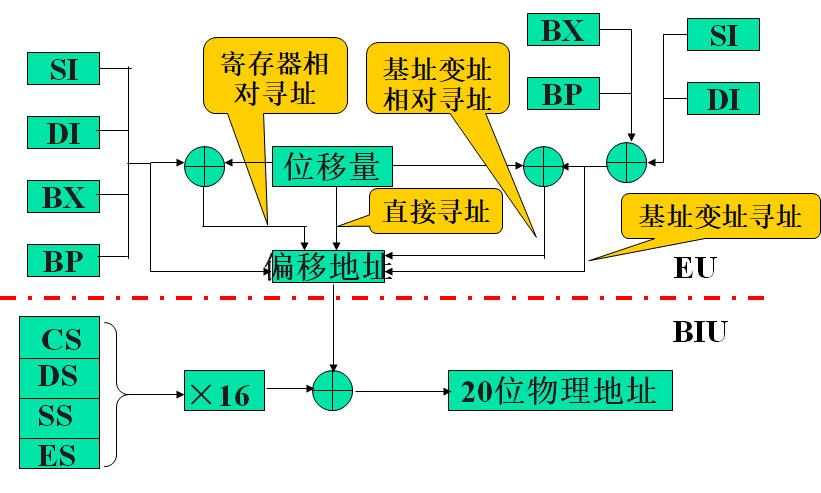 BX
SI
SI
寄存器相
对寻址
基址变址
相对寻址
BP
DI
DI
位移量
BX
直接寻址
基址变址寻址
BP
偏移地址
EU
BIU
CS
DS
×16
20位物理地址
SS
ES